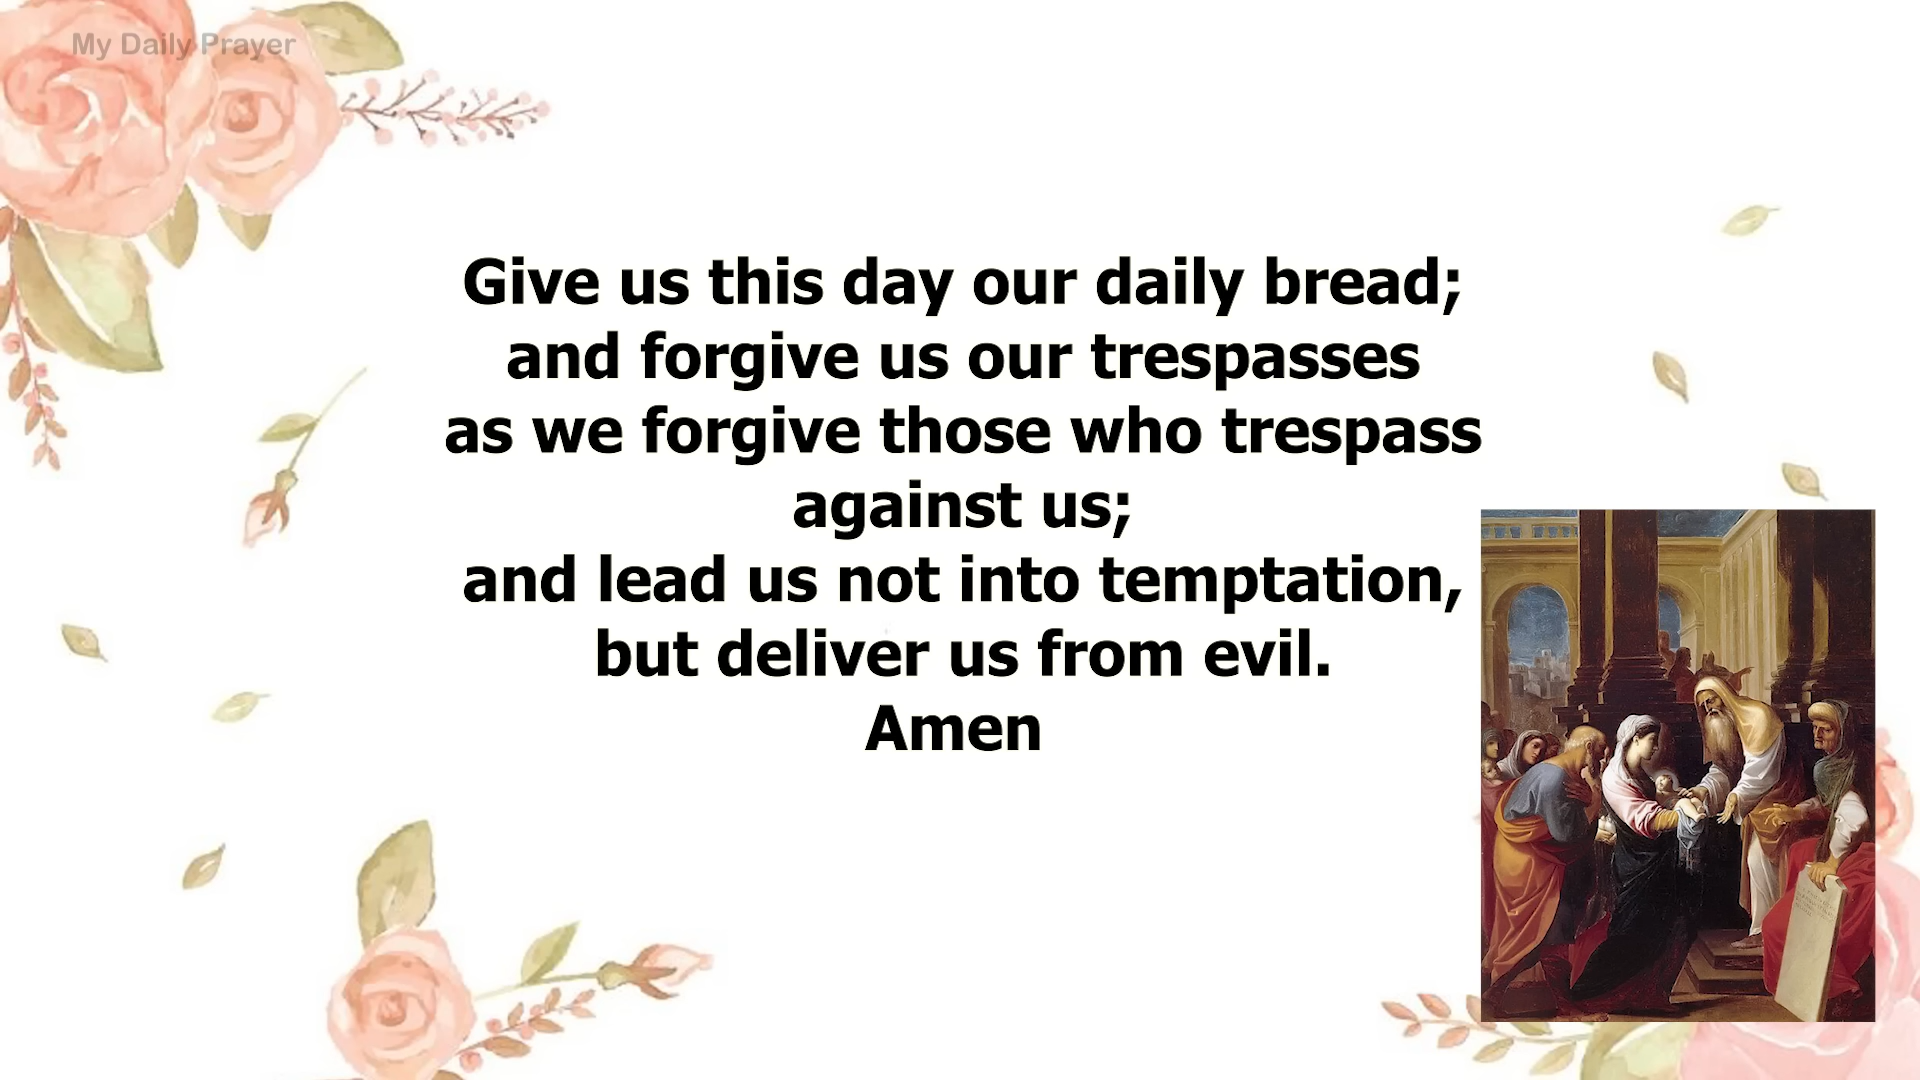 My Daily Prayer
Give us this day our daily bread;
and forgive us our trespasses
as we forgive those who trespass
against us;
and lead us not into temptation,
but deliver us from evil.
Amen